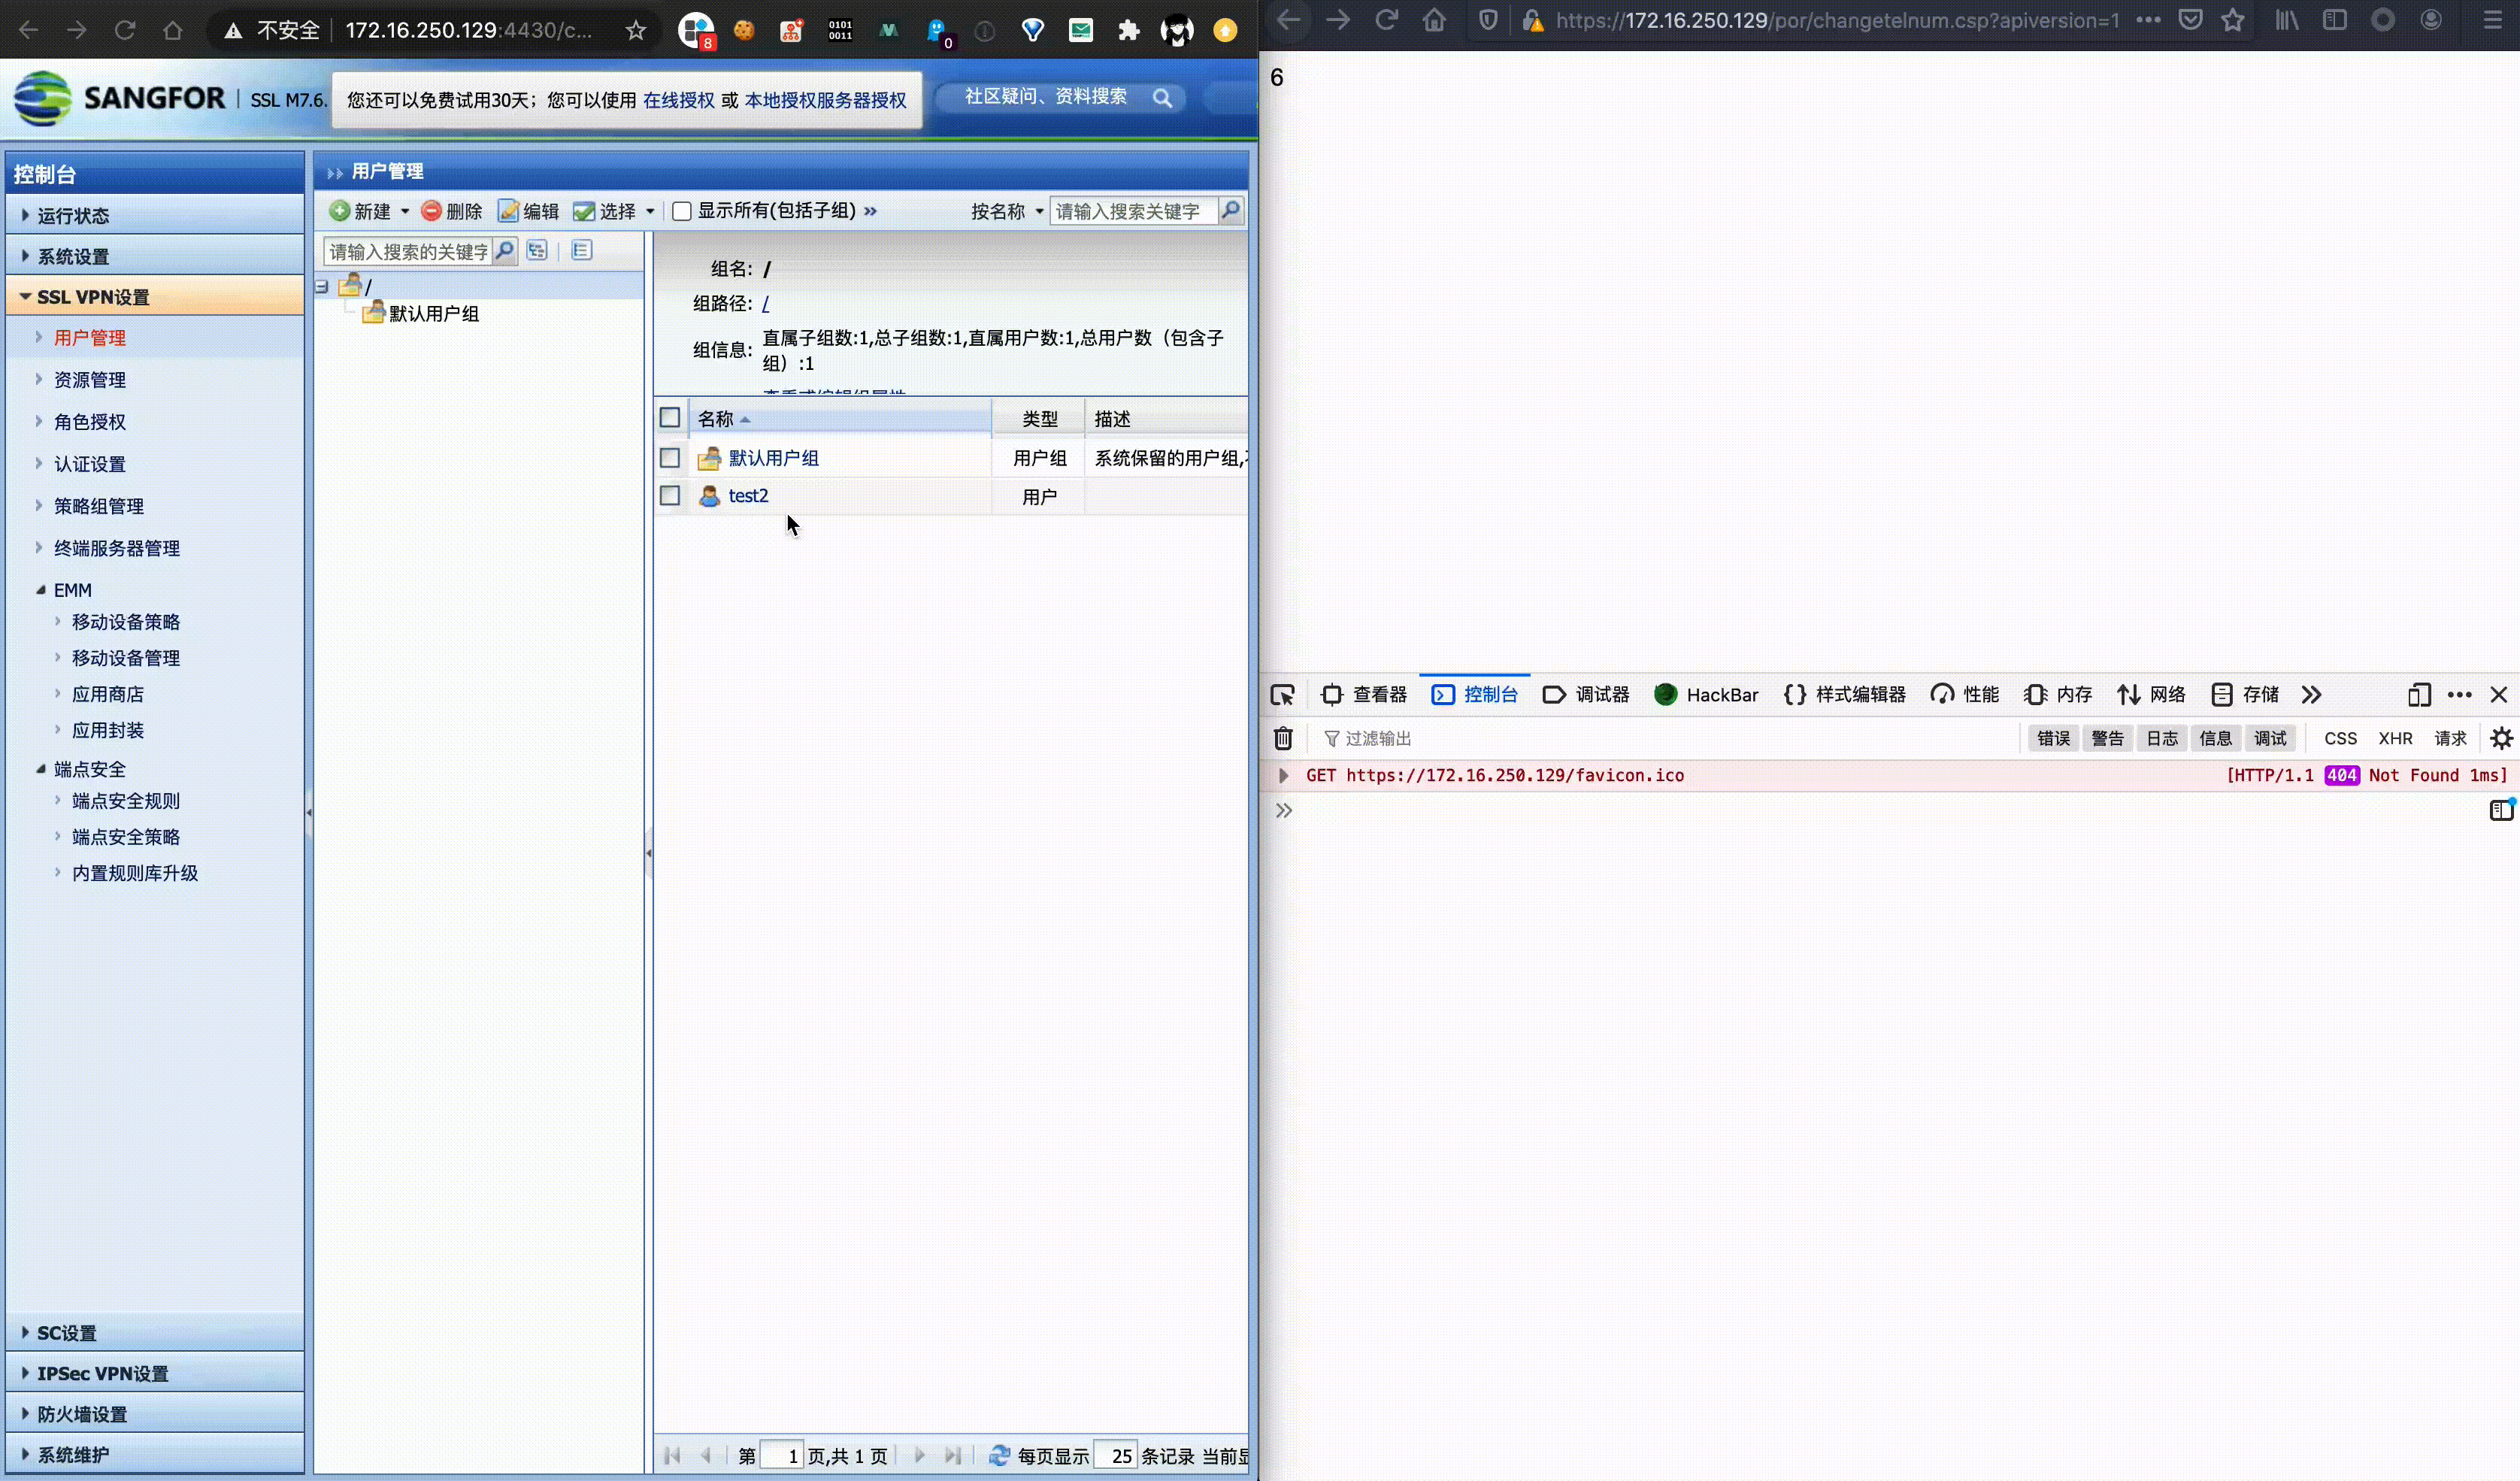 不安全 172.16.250.129:4430/c...
8
0101
0011
0
SANGFOR SSL M7.6.
您还可以免费试用30天；您可以使用 在线授权 或 本地授权服务器授权
社区疑问、资料搜索
控制台
运行状态
系统设置
SSL VPN设置
用户管理
资源管理
角色授权
认证设置
策略组管理
终端服务器管理
EMM
移动设备策略
移动设备管理
应用商店
应用封装
端点安全
端点安全规则
端点安全策略
内置规则库升级
SC设置
IPSec VPN设置
防火墙设置
系统维护
用户管理
新建 删除 编辑 选择 显示所有(包括子组) » 按名称 请输入搜索关键字
请输入搜索的关键字
/
默认用户组
组名: /
组路径: /
组信息: 直属子组数:1,总子组数:1,直属用户数:1,总用户数（包含子
组）:1
名称 类型 描述
默认用户组 用户组 系统保留的用户组,
test2 用户
第 1 页,共 1 页 每页显示 25 条记录 当前
https://172.16.250.129/por/changetelnum.csp?apiversion=1
6
查看器 控制台 调试器 HackBar 样式编辑器 性能 内存 网络 存储
过滤输出 错误 警告 日志 信息 调试 CSS XHR 请求
GET https://172.16.250.129/favicon.ico [HTTP/1.1 404 Not Found 1ms]